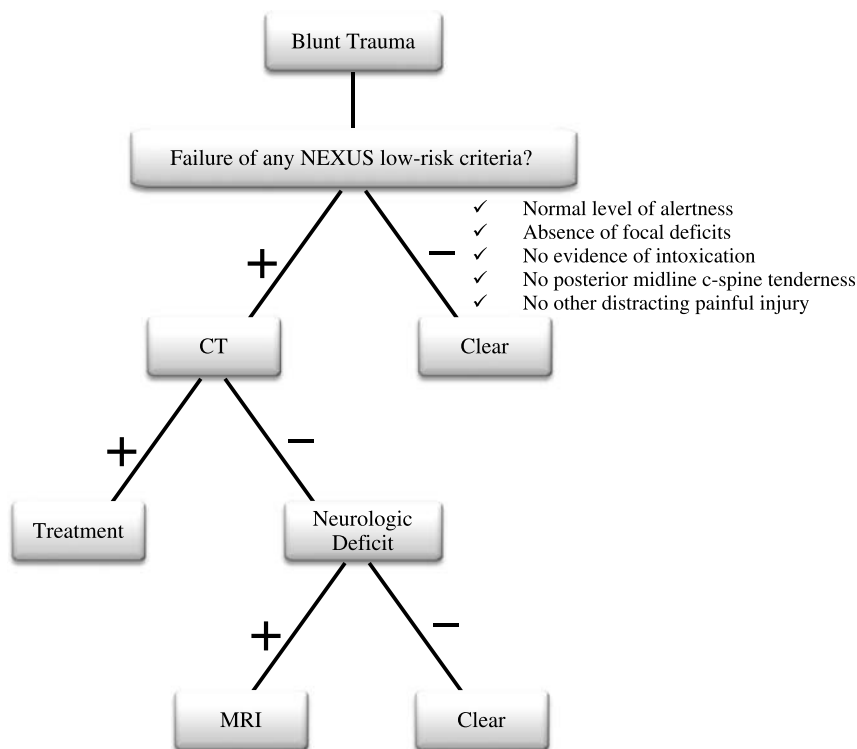 Blunt Trauma
Failure of any NEXUS low-risk criteria?
✓ Normal level of alertness
✓ Absence of focal deficits
+ − ✓ No evidence of intoxication
✓ No posterior midline c-spine tenderness
✓ No other distracting painful injury
CT
Clear
+ −
Treatment
Neurologic
Deficit
+ −
MRI
Clear